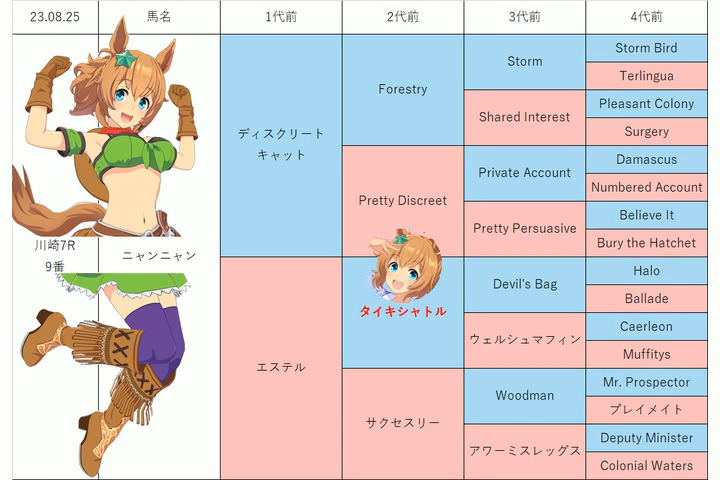 23.08.25 馬名 1代前 2代前 3代前 4代前
川崎7R
9番
ニャンニャン
ディスクリート
キャット
エステル
Forestry
Pretty Discreet
タイキシャトル
サクセスリー
Storm
Shared Interest
Private Account
Pretty Persuasive
Devil's Bag
ウェルシュマフィン
Woodman
アワーミスレッグス
Storm Bird
Terlingua
Pleasant Colony
Surgery
Damascus
Numbered Account
Believe It
Bury the Hatchet
Halo
Ballade
Caerleon
Muffitys
Mr. Prospector
プレイメイト
Deputy Minister
Colonial Waters